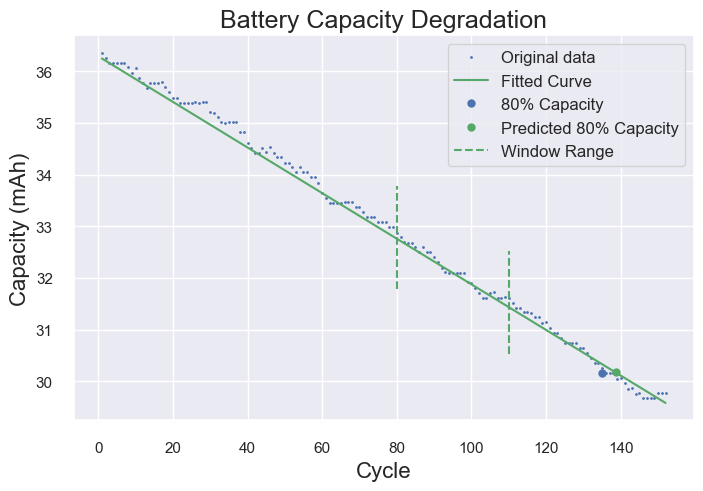 Battery Capacity Degradation
Original data
Fitted Curve
80% Capacity
Predicted 80% Capacity
Window Range
Capacity (mAh)
36
35
34
33
32
31
30
0 20 40 60 80 100 120 140
Cycle